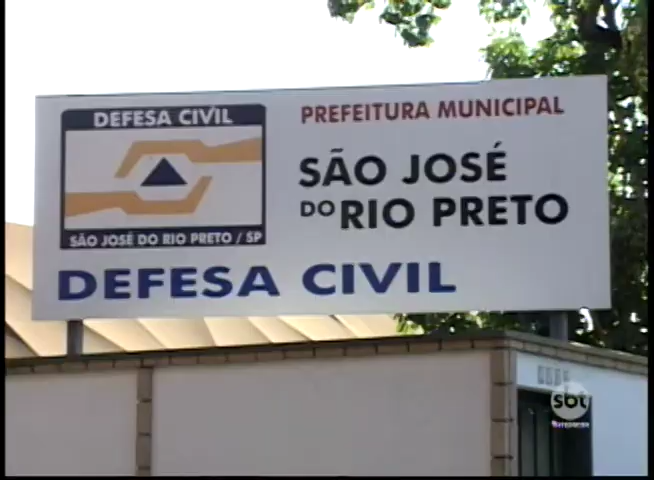 DEFESA CIVIL
SÃO JOSÉ DO RIO PRETO / SP
PREFEITURA MUNICIPAL
SÃO JOSÉ
DO RIO PRETO
DEFESA CIVIL
sbt